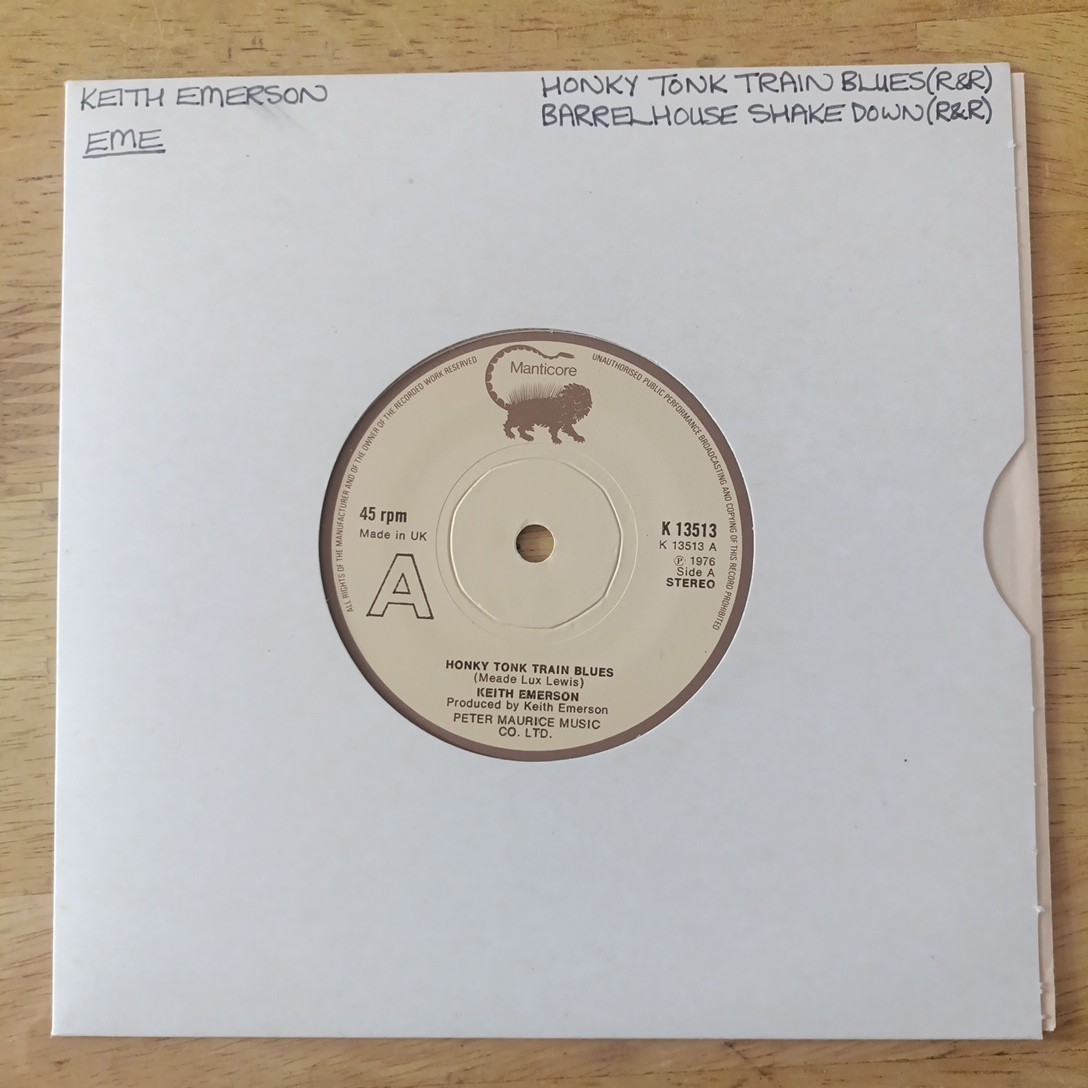 KEITH EMERSON
EME
HONKY TONK TRAIN BLUES(R&R)
BARRELHOUSE SHAKE DOWN(R&R)
ALL RIGHTS OF THE MANUFACTURER AND OF THE OWNER OF THE RECORDED WORK RESERVED
UNAUTHORISED PUBLIC PERFORMANCE BROADCASTING AND COPYING OF THIS RECORD PROHIBITED
Manticore
45 rpm
Made in UK
A
K 13513
K 13513 A
℗ 1976
Side A
STEREO
HONKY TONK TRAIN BLUES
(Meade Lux Lewis)
KEITH EMERSON
Produced by Keith Emerson
PETER MAURICE MUSIC
CO. LTD.